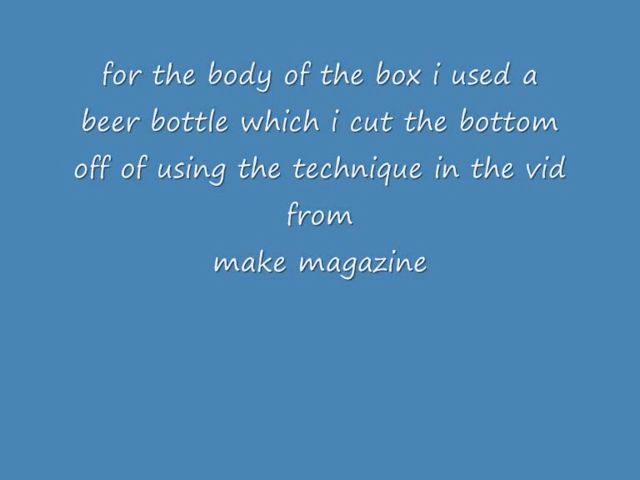 for the body of the box i used a
beer bottle which i cut the bottom
off of using the technique in the vid
from
make magazine